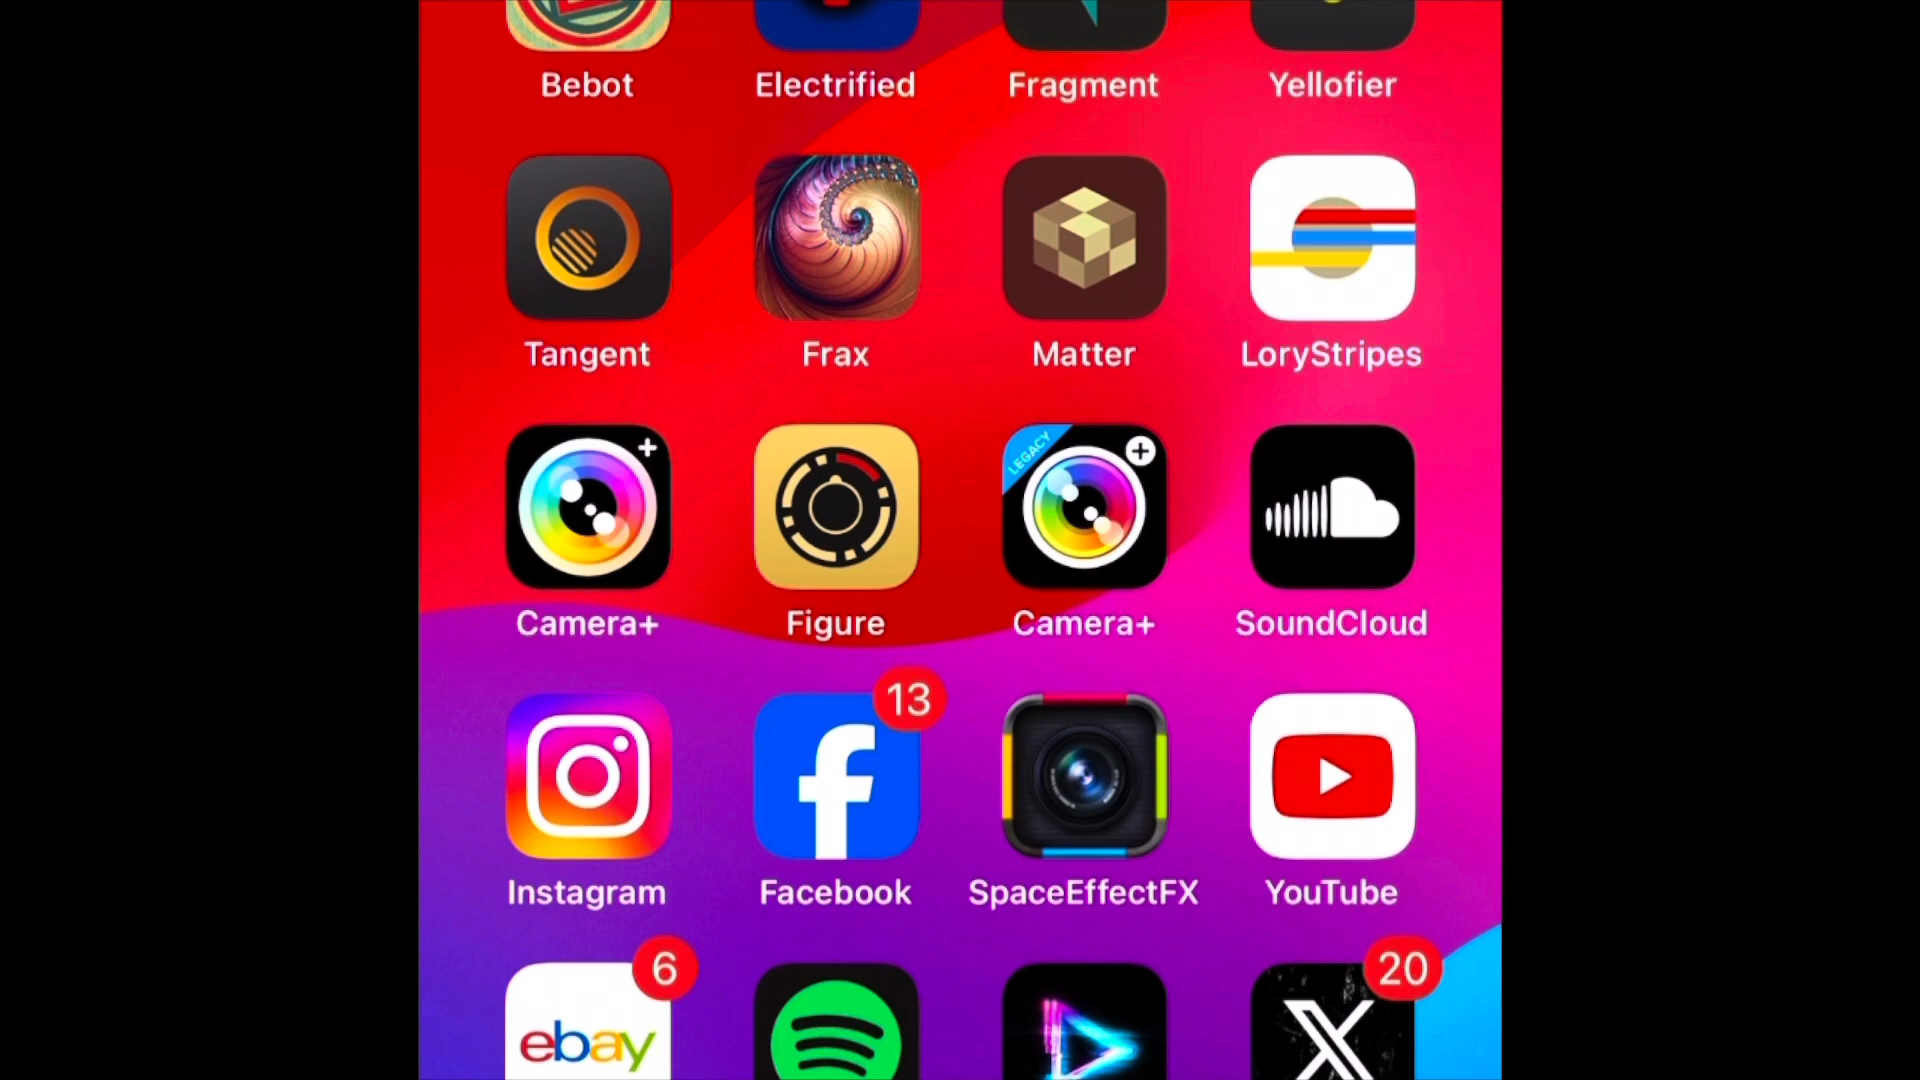 Bebot
Electrified
Fragment
Yellofier
Tangent
Frax
Matter
LoryStripes
LEGACY
Camera+
Figure
Camera+
SoundCloud
13
Instagram
Facebook
SpaceEffectFX
YouTube
6
20
ebay